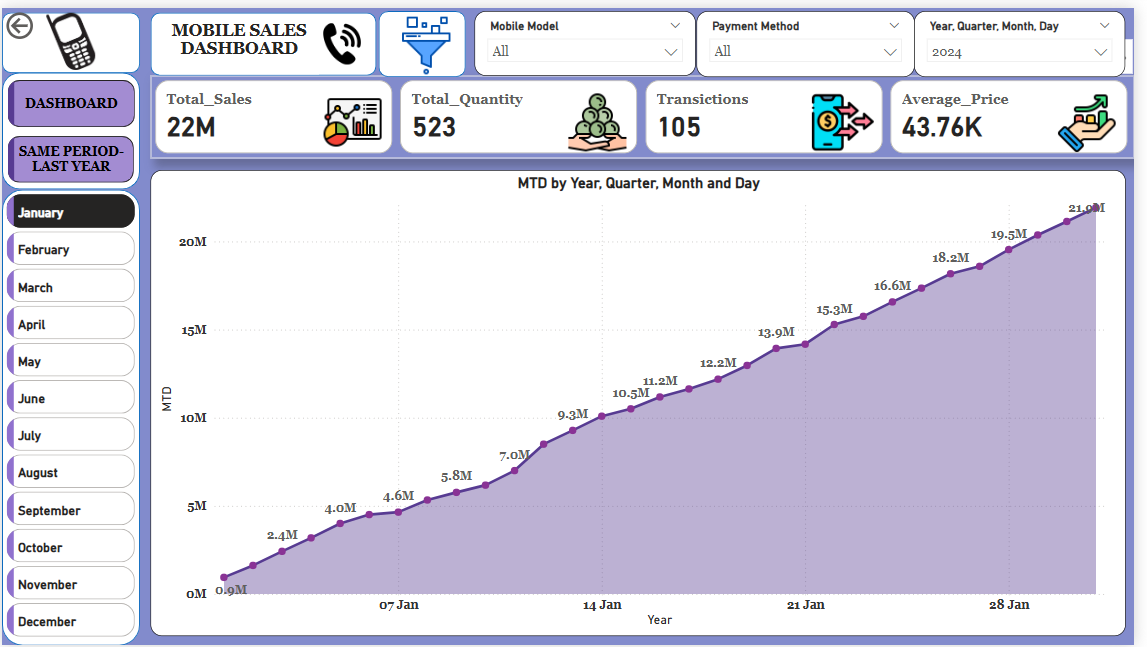 MOBILE SALES
DASHBOARD
Mobile Model
All
Payment Method
All
Year, Quarter, Month, Day
2024
DASHBOARD
SAME PERIOD-
LAST YEAR
January
February
March
April
May
June
July
August
September
October
November
December
Total_Sales
22M
Total_Quantity
523
Transictions
105
Average_Price
43.76K
MTD by Year, Quarter, Month and Day
MTD
20M
15M
10M
5M
0M
0.9M
2.4M
4.0M
4.6M
5.8M
7.0M
9.3M
10.5M
11.2M
12.2M
13.9M
15.3M
16.6M
18.2M
19.5M
21.9M
07 Jan
14 Jan
21 Jan
28 Jan
Year